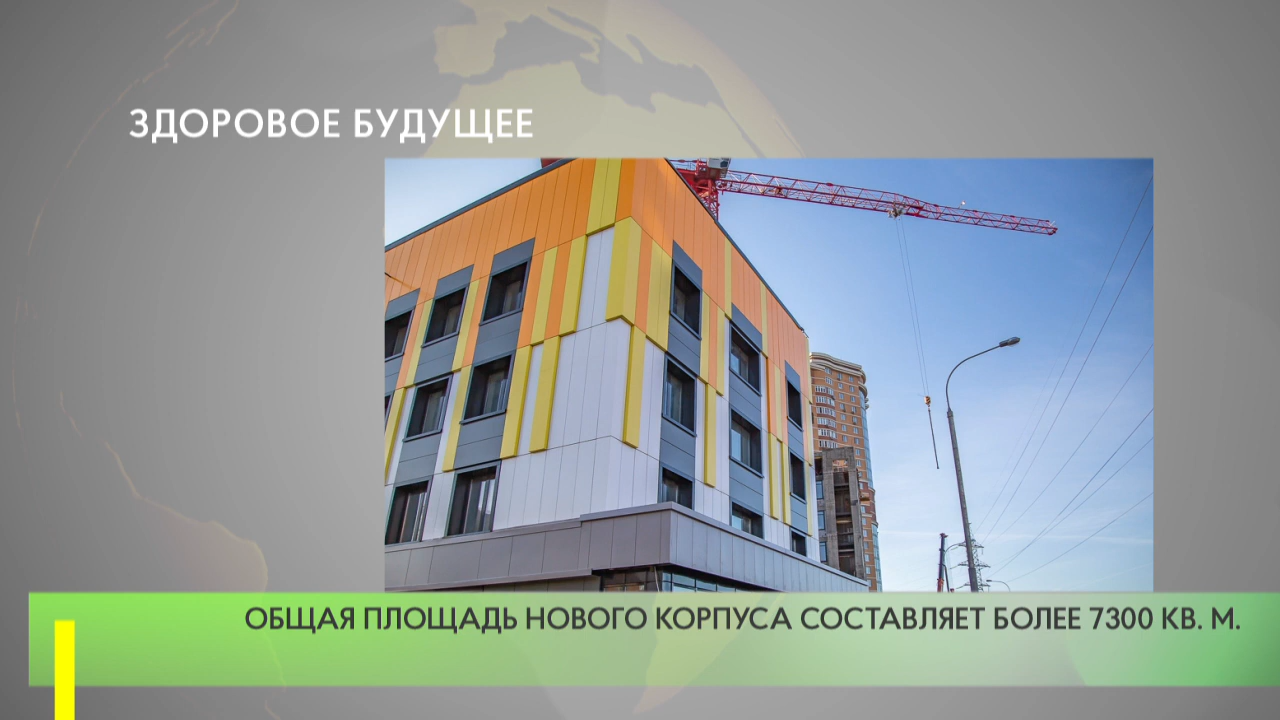 ЗДОРОВОЕ БУДУЩЕЕ
ОБЩАЯ ПЛОЩАДЬ НОВОГО КОРПУСА СОСТАВЛЯЕТ БОЛЕЕ 7300 КВ. М.